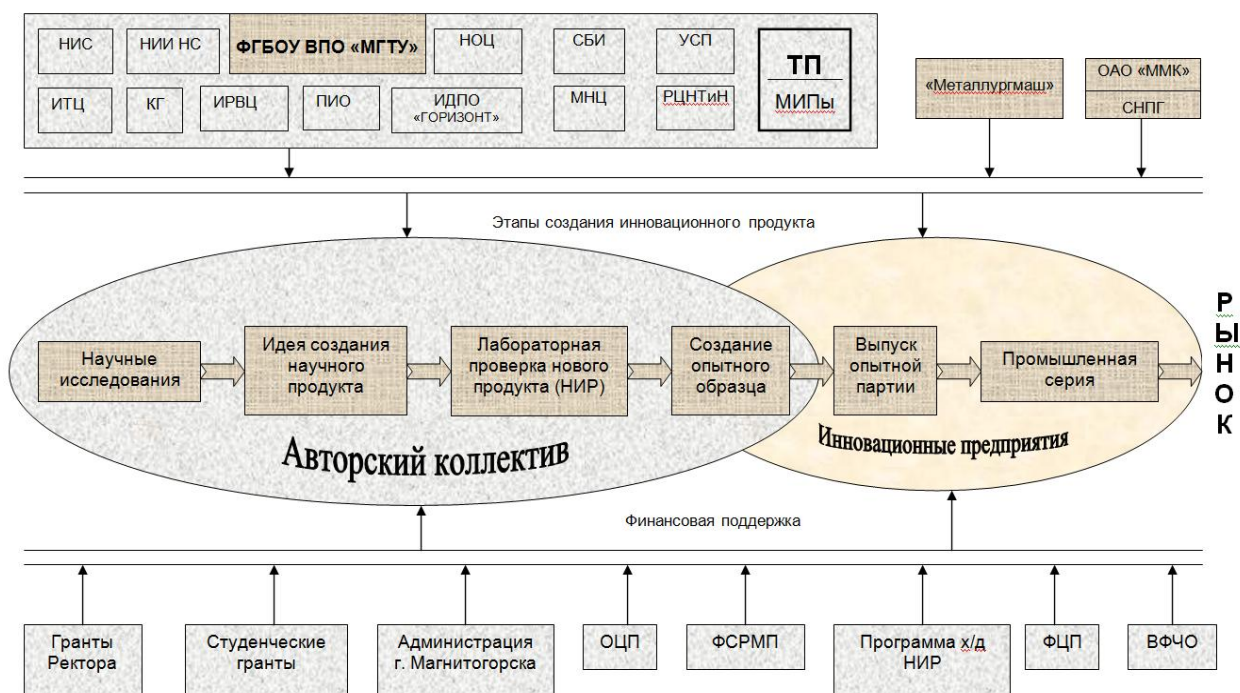 НИС
НИИ НС
ФГБОУ ВПО «МГТУ»
НОЦ
СБИ
УСП
ТП
МИПы
ИТЦ
КГ
ИРВЦ
ПИО
ИДПО
«ГОРИЗОНТ»
МНЦ
РЦНТиН
«Металлургмаш»
ОАО «ММК»
СНПГ
Этапы создания инновационного продукта
Научные
исследования
Идея создания
научного
продукта
Лабораторная
проверка нового
продукта (НИР)
Создание
опытного
образца
Выпуск
опытной
партии
Промышленная
серия
Р
Ы
Н
О
К
Авторский коллектив
Инновационные предприятия
Финансовая поддержка
Гранты
Ректора
Студенческие
гранты
Администрация
г. Магнитогорска
ОЦП
ФСРМП
Программа х/д
НИР
ФЦП
ВФЧО